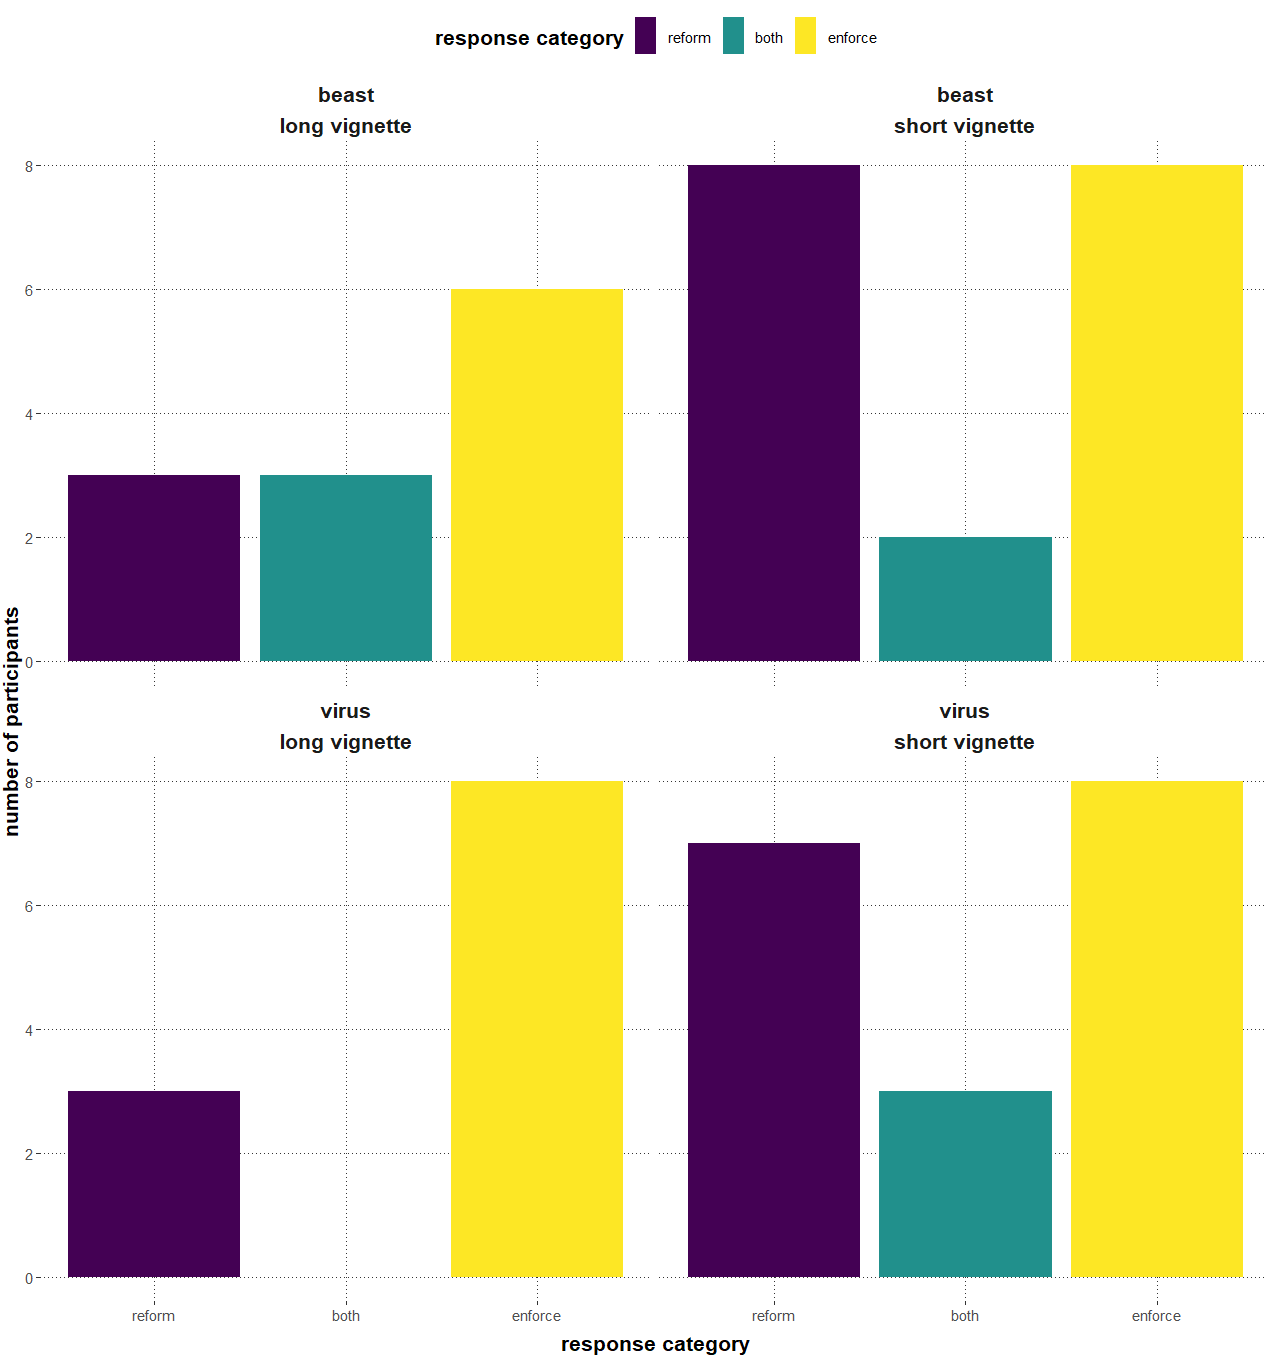 response category reform both enforce
beast
long vignette
beast
short vignette
8
6
4
2
0
number of participants
virus
long vignette
virus
short vignette
8
6
4
2
0
reform both enforce reform both enforce
response category